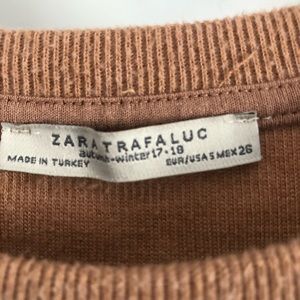 ZARA TRAFALUC
autumn-winter 17-18
MADE IN TURKEY EUR/USA S MEX 26